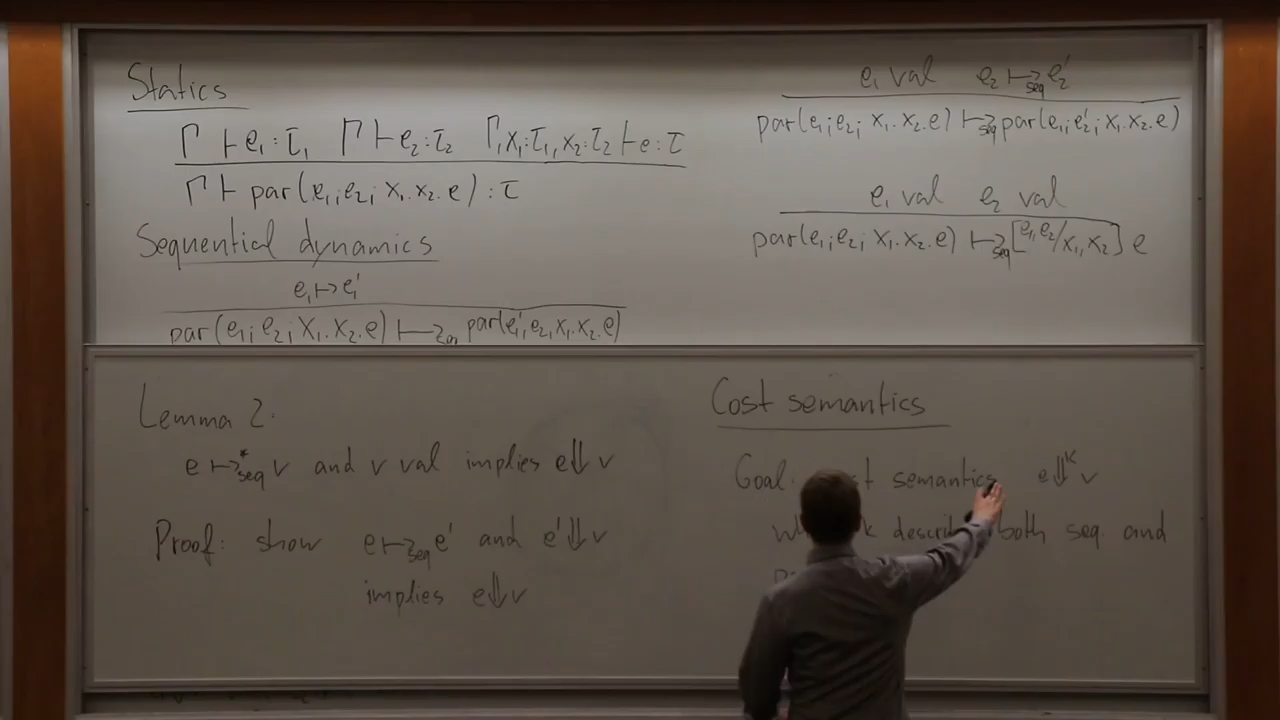 Statics
Γ ⊢ e₁ : τ₁   Γ ⊢ e₂ : τ₂   Γ, x₁:τ₁, x₂:τ₂ ⊢ e : τ
Γ ⊢ par(e₁; e₂; x₁. x₂. e) : τ
Sequential dynamics
e₁ ↦ e₁'
par(e₁; e₂; x₁. x₂. e) ↦ par(e₁'; e₂, x₁. x₂. e)
e₁ val   e₂ ↦seq e₂'
par(e₁; e₂; x₁. x₂. e) ↦seq par(e₁; e₂'; x₁. x₂. e)
e₁ val   e₂ val
par(e₁; e₂; x₁. x₂. e) ↦seq [e₁, e₂/x₁, x₂] e
Lemma 2:
e ↦*seq v and v val implies e⇓v
Proof: show e ↦seq e' and e'⇓v
implies e⇓v
Cost semantics
Goal: semantics e⇓ᵏ v
both seq. and